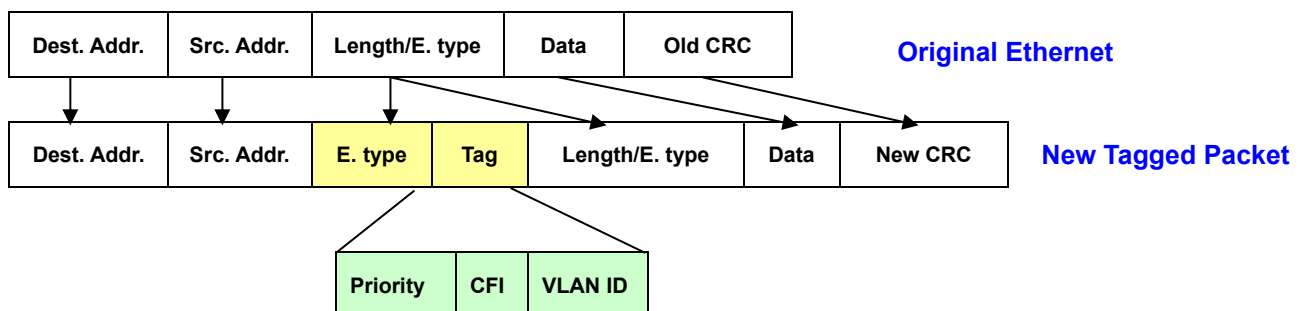 Dest. Addr. Src. Addr. Length/E. type Data Old CRC Original Ethernet
Dest. Addr. Src. Addr. E. type Tag Length/E. type Data New CRC New Tagged Packet
Priority CFI VLAN ID